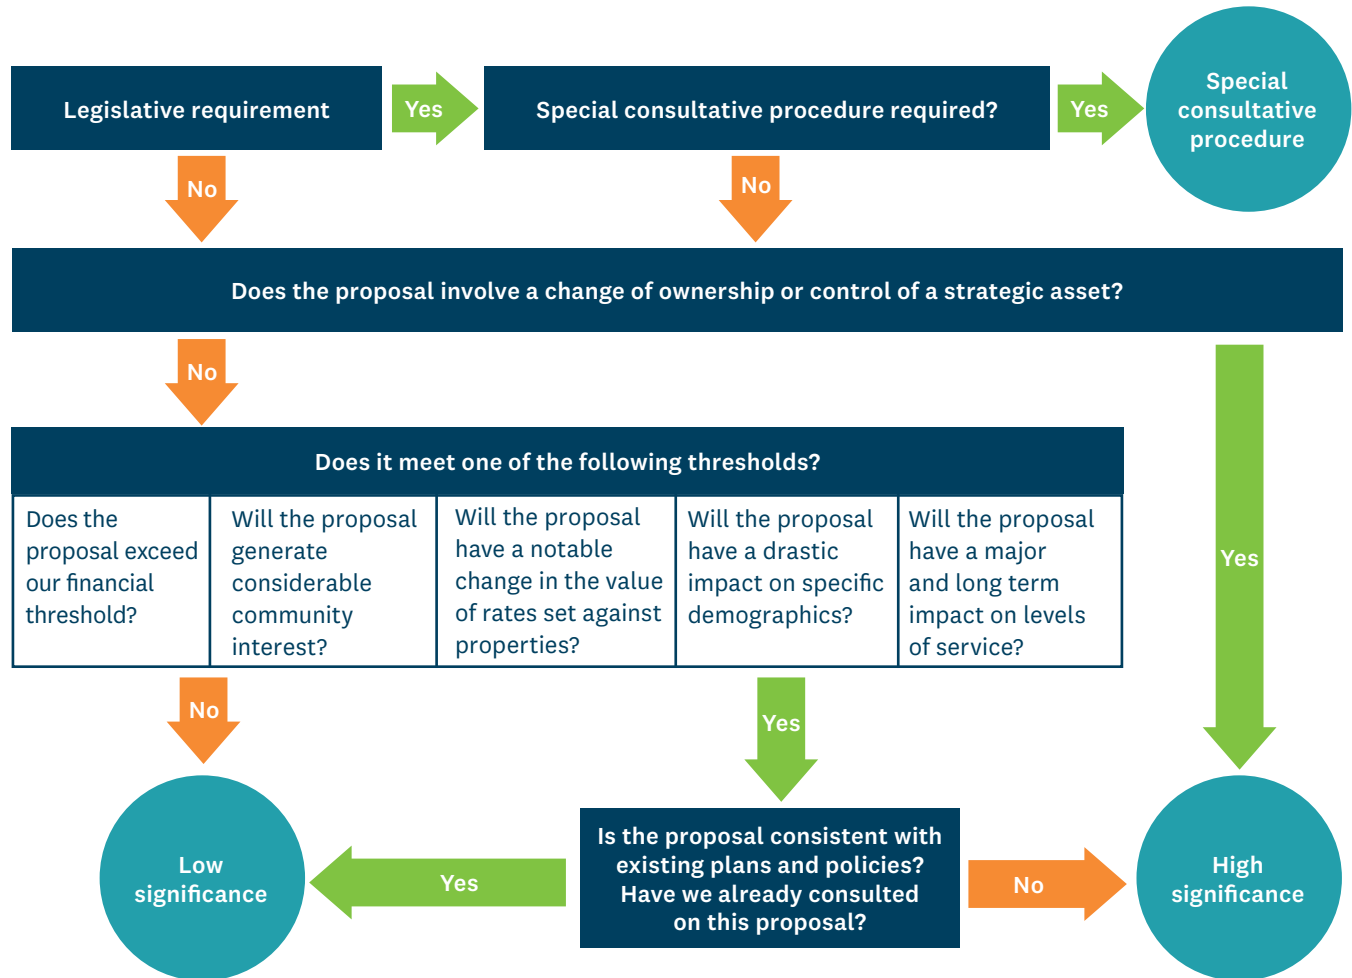 Legislative requirement
Yes
Special consultative procedure required?
Yes
Special
consultative
procedure
No
No
Does the proposal involve a change of ownership or control of a strategic asset?
No
Yes
Does it meet one of the following thresholds?
Does the
proposal exceed
our financial
threshold?
Will the proposal
generate
considerable
community
interest?
Will the proposal
have a notable
change in the value
of rates set against
properties?
Will the proposal
have a drastic
impact on specific
demographics?
Will the proposal
have a major
and long term
impact on levels
of service?
No
Yes
Low
significance
Yes
Is the proposal consistent with
existing plans and policies?
Have we already consulted
on this proposal?
No
High
significance